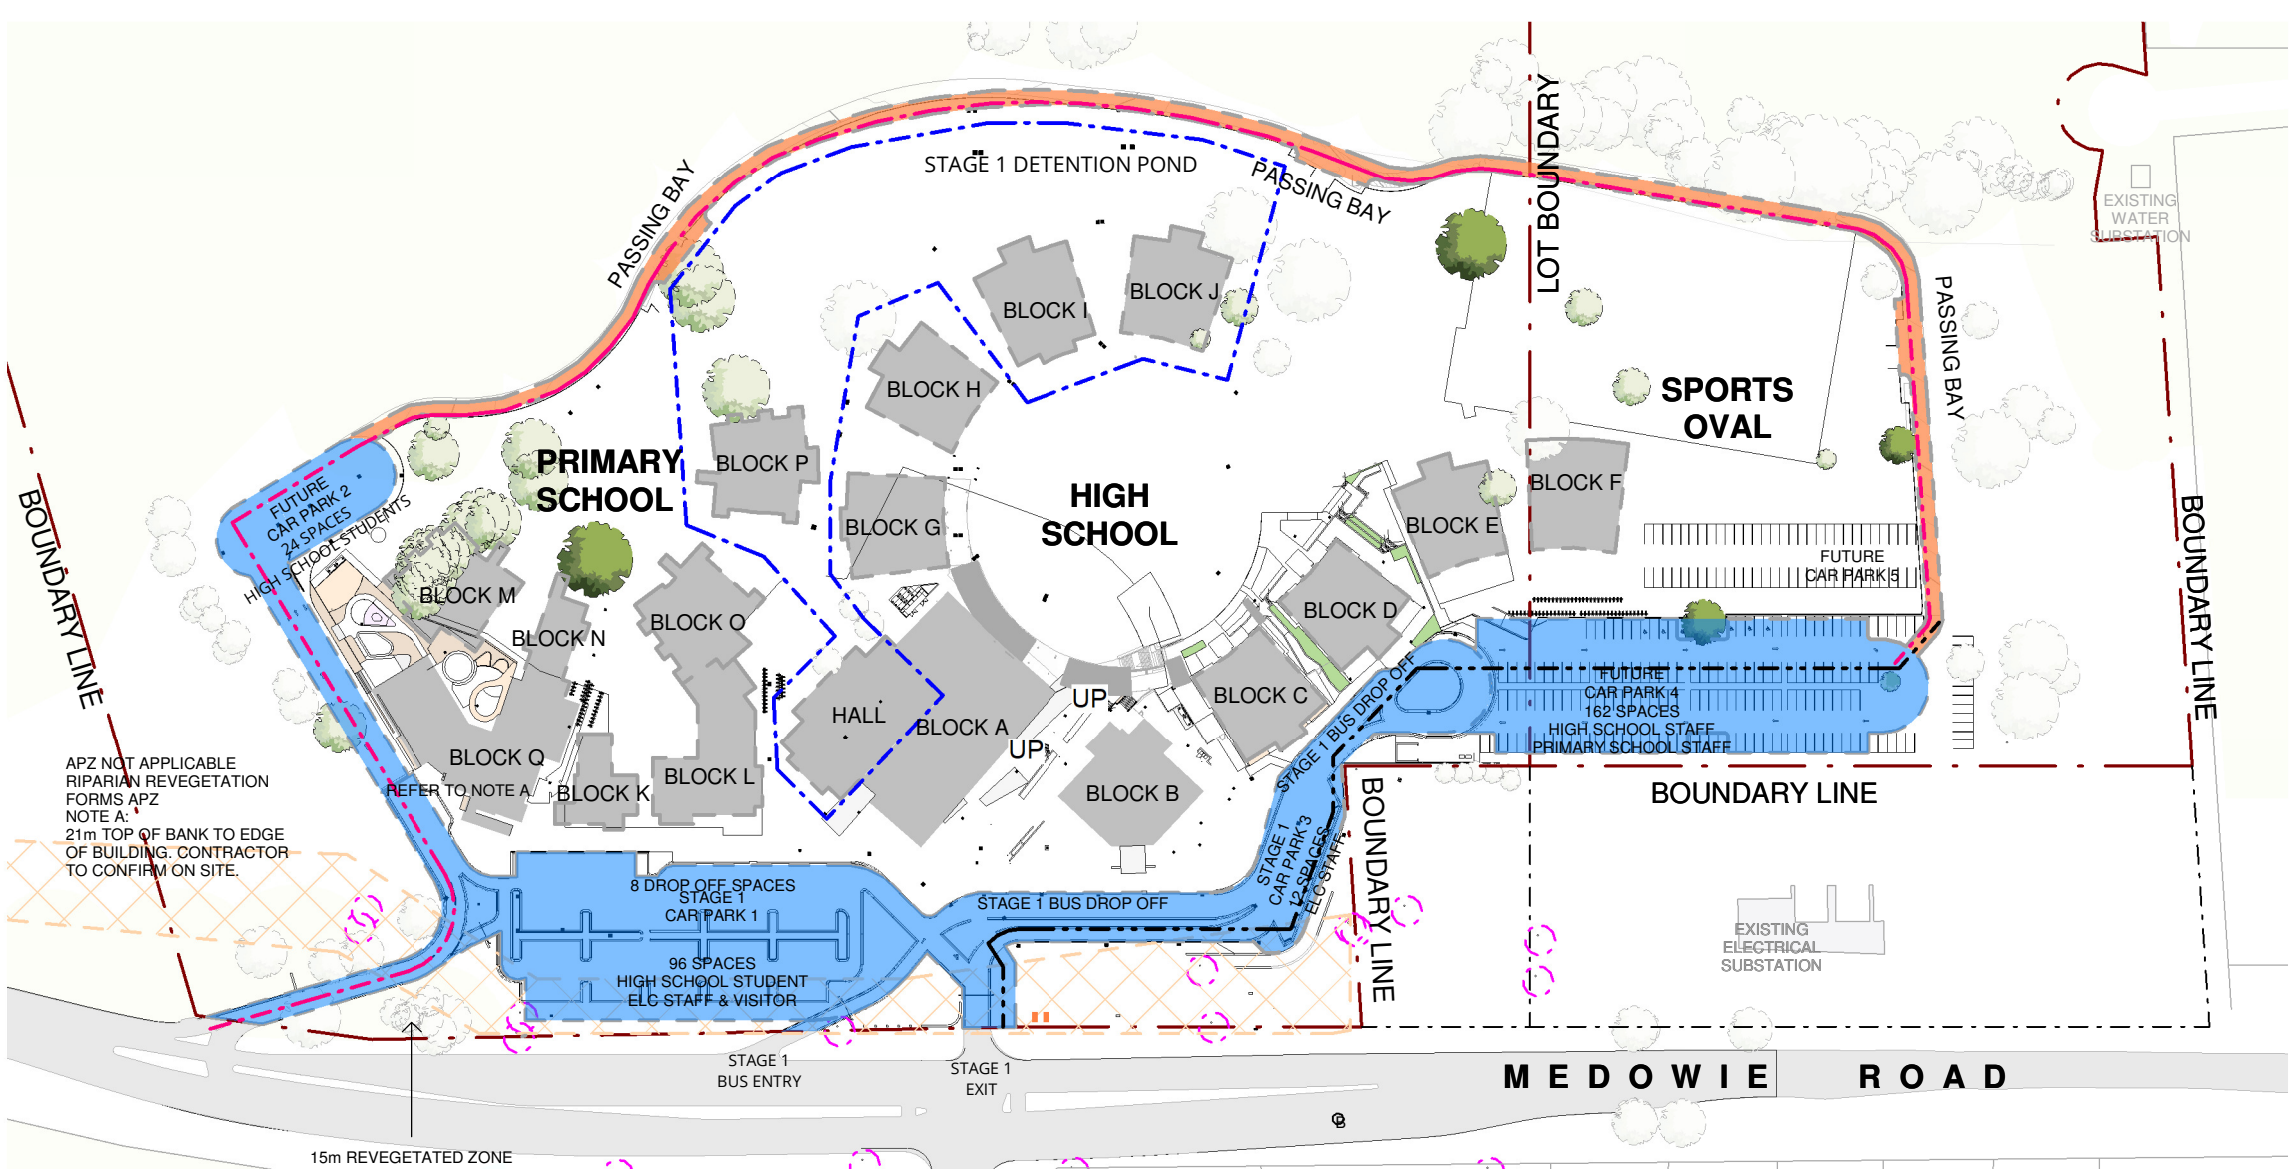 LOT BOUNDARY
STAGE 1 DETENTION POND
PASSING BAY
PASSING BAY
EXISTING
WATER
SUBSTATION
PASSING BAY
BLOCK I
BLOCK J
BLOCK H
SPORTS
OVAL
PRIMARY
SCHOOL
BLOCK P
HIGH
SCHOOL
BLOCK G
BLOCK E
BLOCK F
FUTURE
CAR PARK 2
24 SPACES
HIGH SCHOOL STUDENTS
BOUNDARY LINE
BOUNDARY LINE
FUTURE
CAR PARK 5
BLOCK M
BLOCK N
BLOCK O
BLOCK D
BLOCK C
UP
UP
HALL
BLOCK A
STAGE 1 BUS DROP OFF
FUTURE
CAR PARK 4
162 SPACES
HIGH SCHOOL STAFF
PRIMARY SCHOOL STAFF
BLOCK Q
REFER TO NOTE A
BLOCK K
BLOCK L
BLOCK B
BOUNDARY LINE
BOUNDARY LINE
APZ NOT APPLICABLE
RIPARIAN REVEGETATION
FORMS APZ
NOTE A:
21m TOP OF BANK TO EDGE
OF BUILDING. CONTRACTOR
TO CONFIRM ON SITE.
STAGE 1
CAR PARK 3
12 SPACES
ELC STAFF
8 DROP OFF SPACES
STAGE 1
CAR PARK 1
STAGE 1 BUS DROP OFF
96 SPACES
HIGH SCHOOL STUDENT
ELC STAFF & VISITOR
EXISTING
ELECTRICAL
SUBSTATION
STAGE 1
BUS ENTRY
STAGE 1
EXIT
MEDOWIE ROAD
15m REVEGETATED ZONE